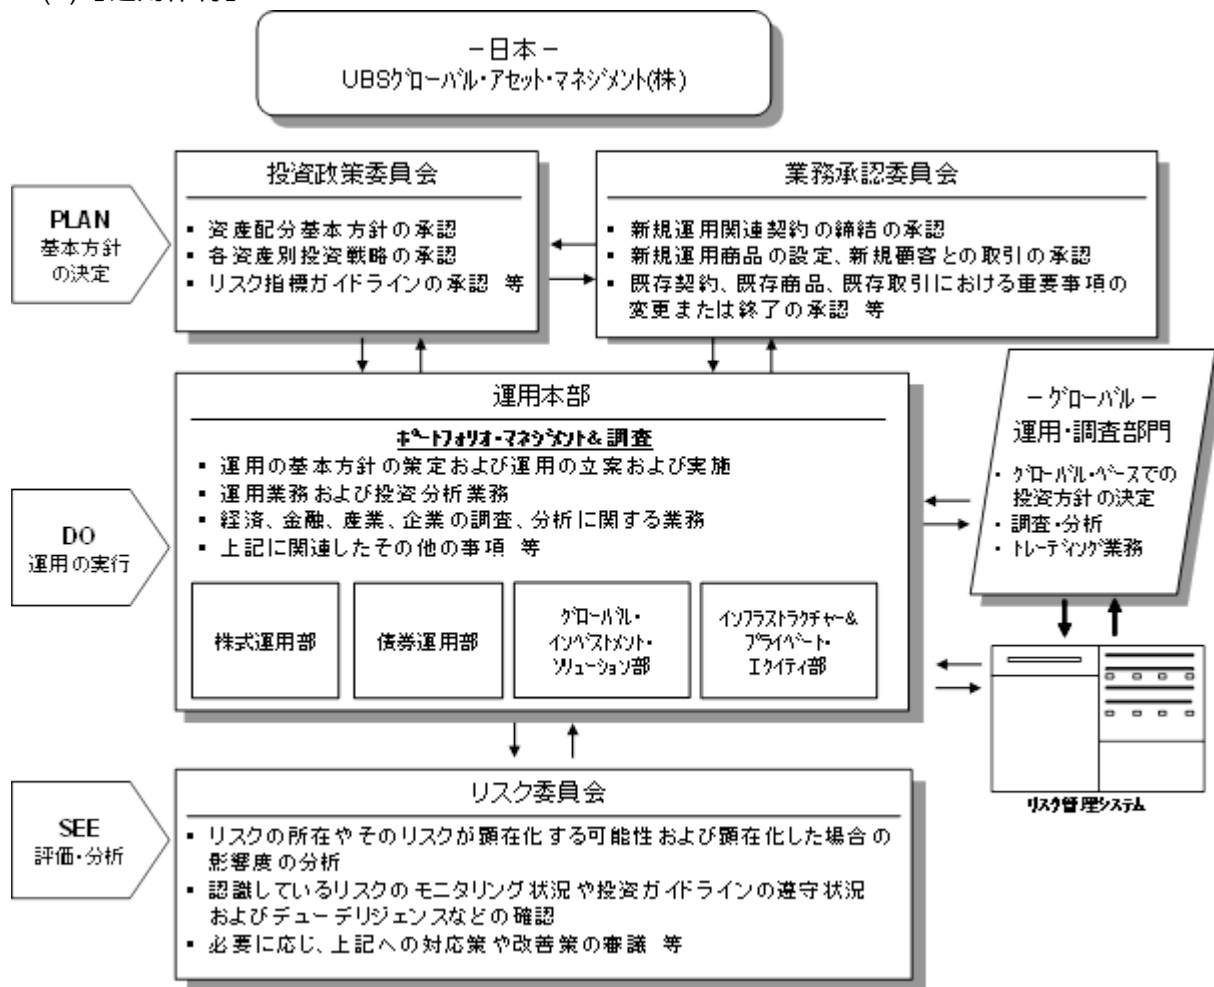 －日本－
UBSｸﾞﾛｰﾊﾞﾙ･ｱｾｯﾄ･ﾏﾈｼﾞﾒﾝﾄ(株)
PLAN
基本方針
の決定
投資政策委員会
▪ 資産配分基本方針の承認
▪ 各資産別投資戦略の承認
▪ リスク指標ガイドラインの承認 等
業務承認委員会
▪ 新規運用関連契約の締結の承認
▪ 新規運用商品の設定、新規顧客との取引の承認
▪ 既存契約、既存商品、既存取引における重要事項の
変更または終了の承認 等
DO
運用の実行
運用本部
ﾎﾟｰﾄﾌｫﾘｵ･ﾏﾈｼﾞﾒﾝﾄ&調査
▪ 運用の基本方針の策定および運用の立案および実施
▪ 運用業務および投資分析業務
▪ 経済、金融、産業、企業の調査、分析に関する業務
▪ 上記に関連したその他の事項 等
株式運用部
債券運用部
ｸﾞﾛｰﾊﾞﾙ･
ｲﾝﾍﾞｽﾄﾒﾝﾄ･
ｿﾘｭｰｼｮﾝ部
ｲﾝﾌﾗｽﾄﾗｸﾁｬｰ&
ﾌﾟﾗｲﾍﾞｰﾄ･
ｴｸｲﾃｨ部
－ｸﾞﾛｰﾊﾞﾙ－
運用･調査部門
･ ｸﾞﾛｰﾊﾞﾙ･ﾍﾞｰｽでの
投資方針の決定
･ 調査･分析
･ ﾄﾚｰﾃﾞｨﾝｸﾞ業務
ﾘｽｸ管理ｼｽﾃﾑ
SEE
評価･分析
リスク委員会
▪ リスクの所在やそのリスクが顕在化する可能性および顕在化した場合の
影響度の分析
▪ 認識しているリスクのモニタリング状況や投資ガイドラインの遵守状況
およびデューデリジェンスなどの確認
▪ 必要に応じ、上記への対応策や改善策の審議 等